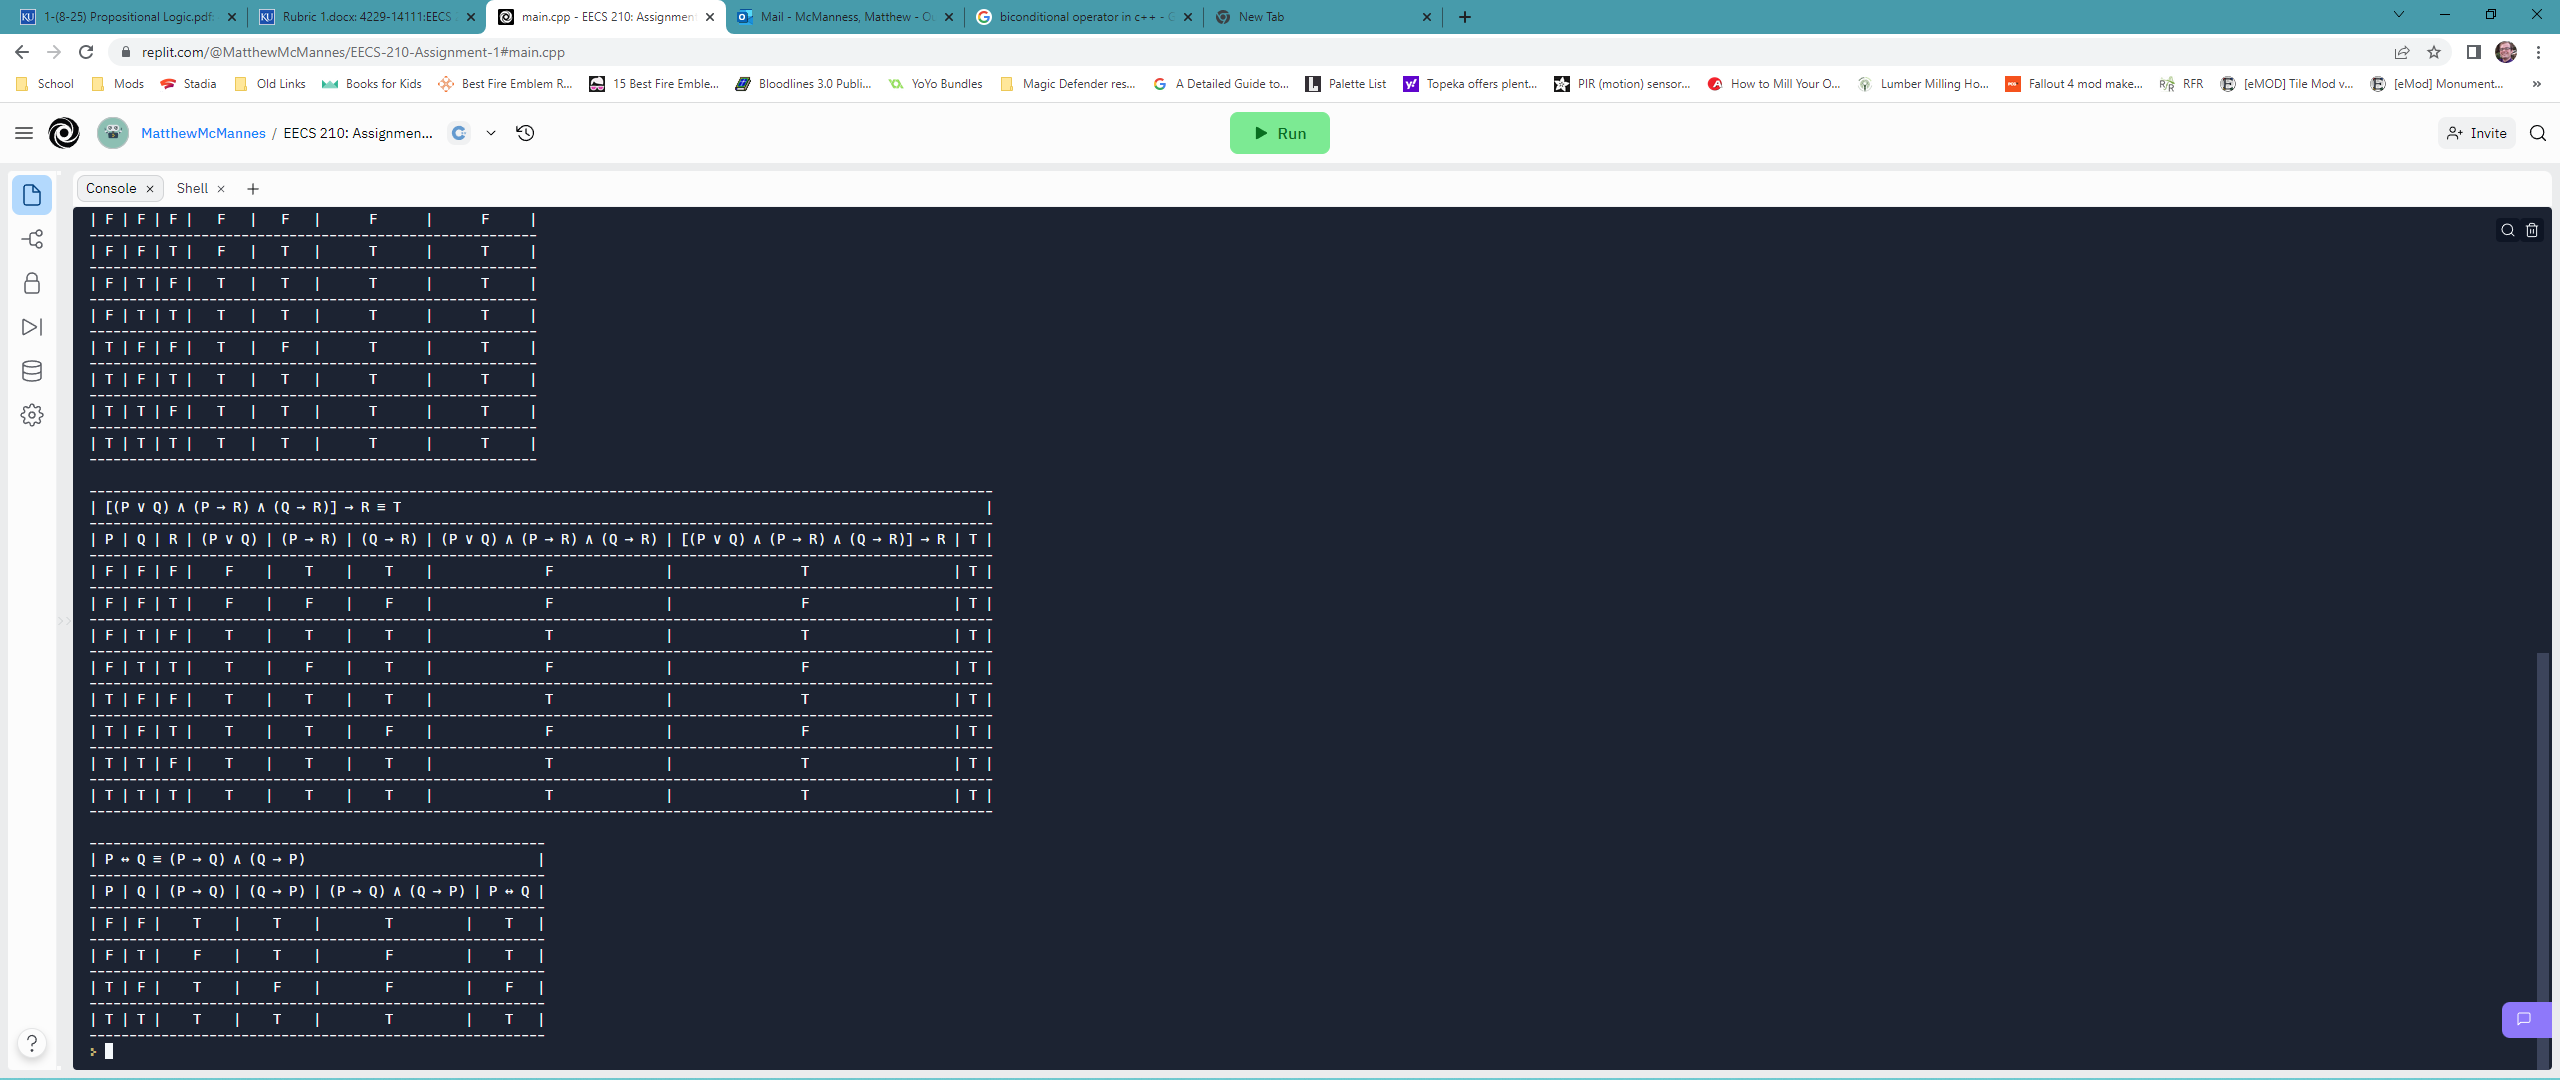 1-(8-25) Propositional Logic.pdf: Rubric 1.docx: 4229-14111:EECS main.cpp - EECS 210: Assignment Mail - McManness, Matthew - Ou biconditional operator in c++ - G New Tab
replit.com/@MatthewMcMannes/EECS-210-Assignment-1#main.cpp
School Mods Stadia Old Links Books for Kids Best Fire Emblem R... 15 Best Fire Emble... Bloodlines 3.0 Publi... YoYo Bundles Magic Defender res... A Detailed Guide to... Palette List Topeka offers plent... PIR (motion) sensor... How to Mill Your O... Lumber Milling Ho... Fallout 4 mod make... RFR [eMOD] Tile Mod v... [eMod] Monument... »
MatthewMcMannes / EECS 210: Assignmen... Run Invite
Console Shell
| F | F | F | F | F | F | F |
| F | F | T | F | T | T | T |
| F | T | F | T | T | T | T |
| F | T | T | T | T | T | T |
| T | F | F | T | F | T | T |
| T | F | T | T | T | T | T |
| T | T | F | T | T | T | T |
| T | T | T | T | T | T | T |
| [(P ∨ Q) ∧ (P → R) ∧ (Q → R)] → R ≡ T |
| P | Q | R | (P ∨ Q) | (P → R) | (Q → R) | (P ∨ Q) ∧ (P → R) ∧ (Q → R) | [(P ∨ Q) ∧ (P → R) ∧ (Q → R)] → R | T |
| F | F | F | F | T | T | F | T | T |
| F | F | T | F | F | F | F | F | T |
| F | T | F | T | T | T | T | T | T |
| F | T | T | T | F | T | F | F | T |
| T | F | F | T | T | T | T | T | T |
| T | F | T | T | T | F | F | F | T |
| T | T | F | T | T | T | T | T | T |
| T | T | T | T | T | T | T | T | T |
| P ↔ Q ≡ (P → Q) ∧ (Q → P) |
| P | Q | (P → Q) | (Q → P) | (P → Q) ∧ (Q → P) | P ↔ Q |
| F | F | T | T | T | T |
| F | T | F | T | F | T |
| T | F | T | F | F | F |
| T | T | T | T | T | T |